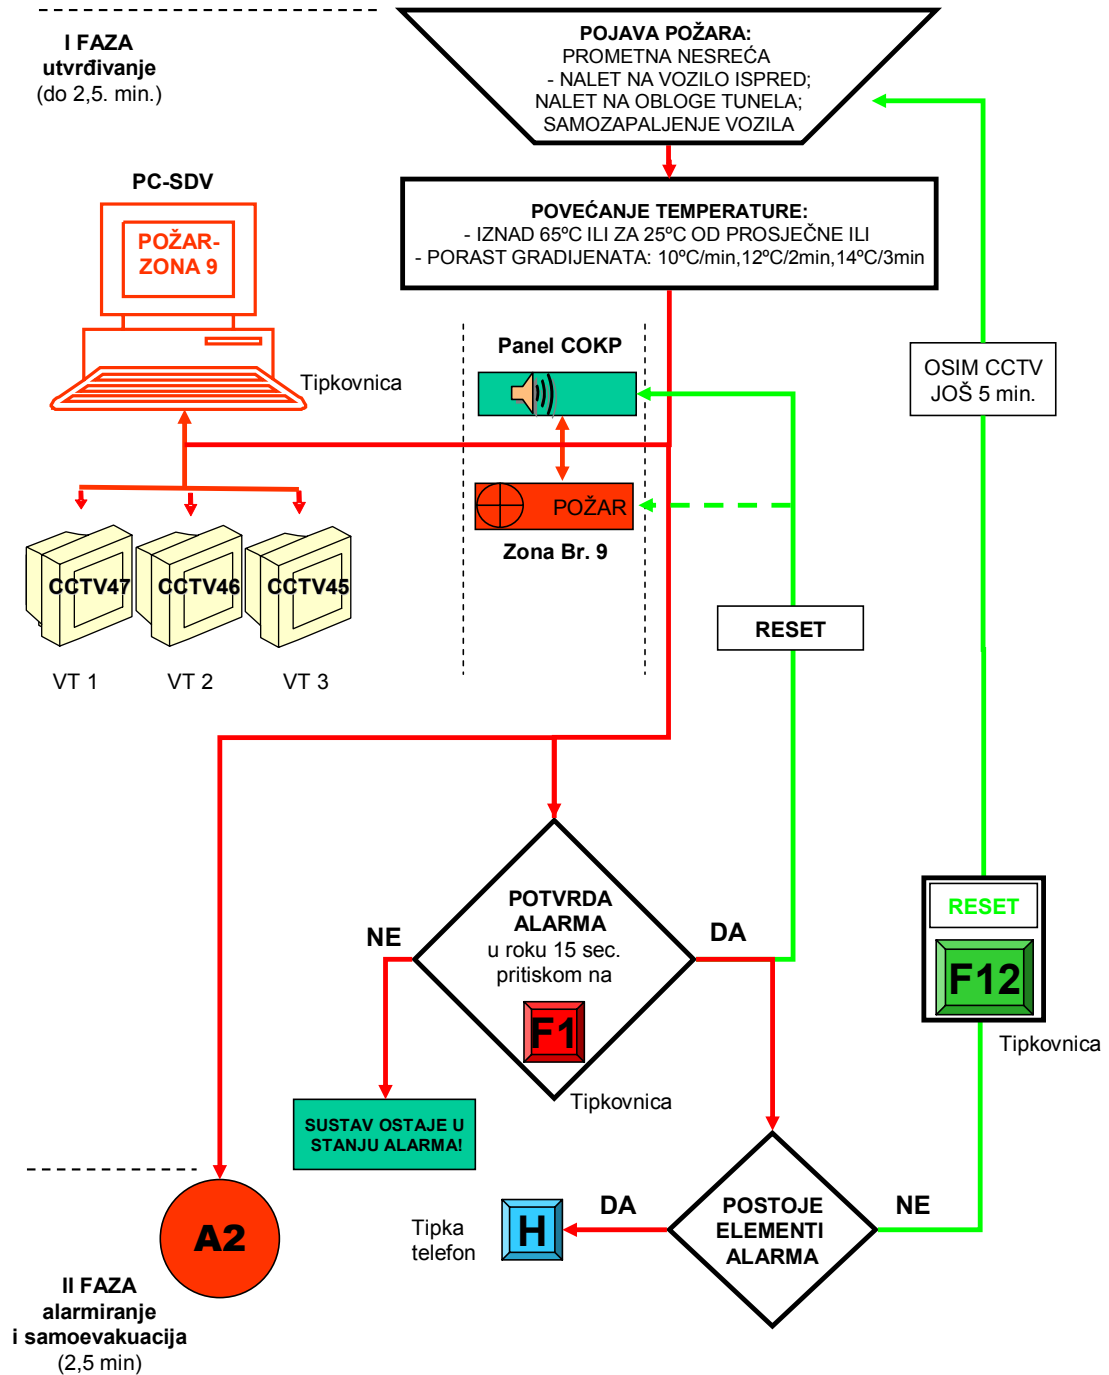 I FAZA
utvrđivanje
(do 2,5. min.)
POJAVA POŽARA:
PROMETNA NESREĆA
- NALET NA VOZILO ISPRED;
NALET NA OBLOGE TUNELA;
SAMOZAPALJENJE VOZILA
PC-SDV
POŽAR-
ZONA 9
Tipkovnica
POVEĆANJE TEMPERATURE:
- IZNAD 65ºC ILI ZA 25ºC OD PROSJEČNE ILI
- PORAST GRADIJENATA: 10ºC/min,12ºC/2min,14ºC/3min
Panel COKP
POŽAR
Zona Br. 9
OSIM CCTV
JOŠ 5 min.
CCTV47
CCTV46
CCTV45
VT 1
VT 2
VT 3
RESET
POTVRDA
ALARMA
u roku 15 sec.
pritiskom na
F1
Tipkovnica
NE
DA
RESET
F12
Tipkovnica
SUSTAV OSTAJE U
STANJU ALARMA!
A2
Tipka
telefon
H
DA
POSTOJE
ELEMENTI
ALARMA
NE
II FAZA
alarmiranje
i samoevakuacija
(2,5 min)